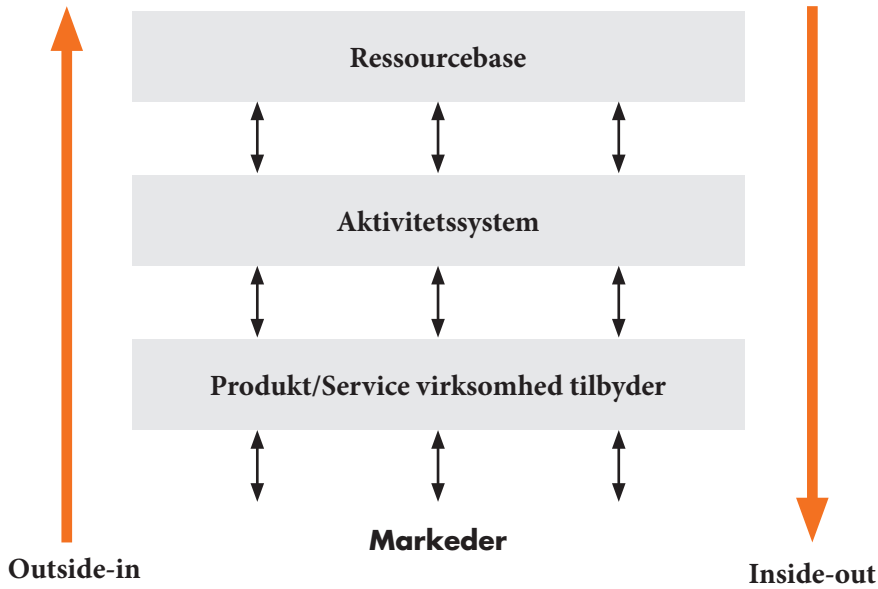 Ressourcebase
Aktivitetssystem
Produkt/Service virksomhed tilbyder
Markeder
Outside-in
Inside-out